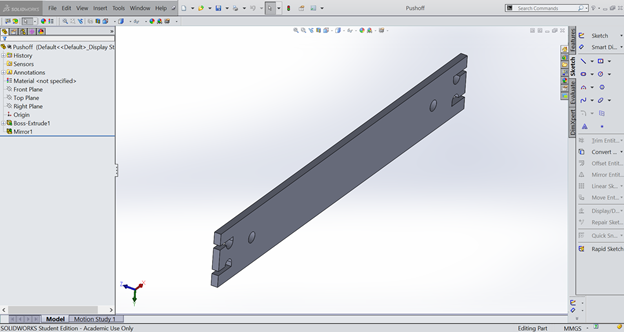 SOLIDWORKS
File Edit View Insert Tools Window Help
Pushoff
Search Commands
Pushoff (Default<<Default>_Display St
History
Sensors
Annotations
Material <not specified>
Front Plane
Top Plane
Right Plane
Origin
Boss-Extrude1
Mirror1
Features
Sketch
Evaluate
DimXpert
Sketch
Smart Di...
Trim Entit...
Convert ...
Offset Entit...
Mirror Entit...
Linear Sk...
Move Ent...
Display/D...
Repair Sket...
Quick Sn...
Rapid Sketch
Model
Motion Study 1
SOLIDWORKS Student Edition - Academic Use Only
Editing Part
MMGS